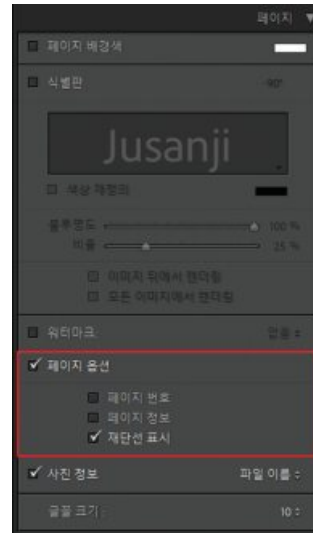 페이지 ▼
페이지 배경색
식별판 -90°
Jusanji
색상 재정의
불투명도 100 %
비율 25 %
이미지 뒤에서 렌더링
모든 이미지에서 렌더링
워터마크 없음
페이지 옵션
페이지 번호
페이지 정보
재단선 표시
사진 정보 파일 이름
글꼴 크기 10